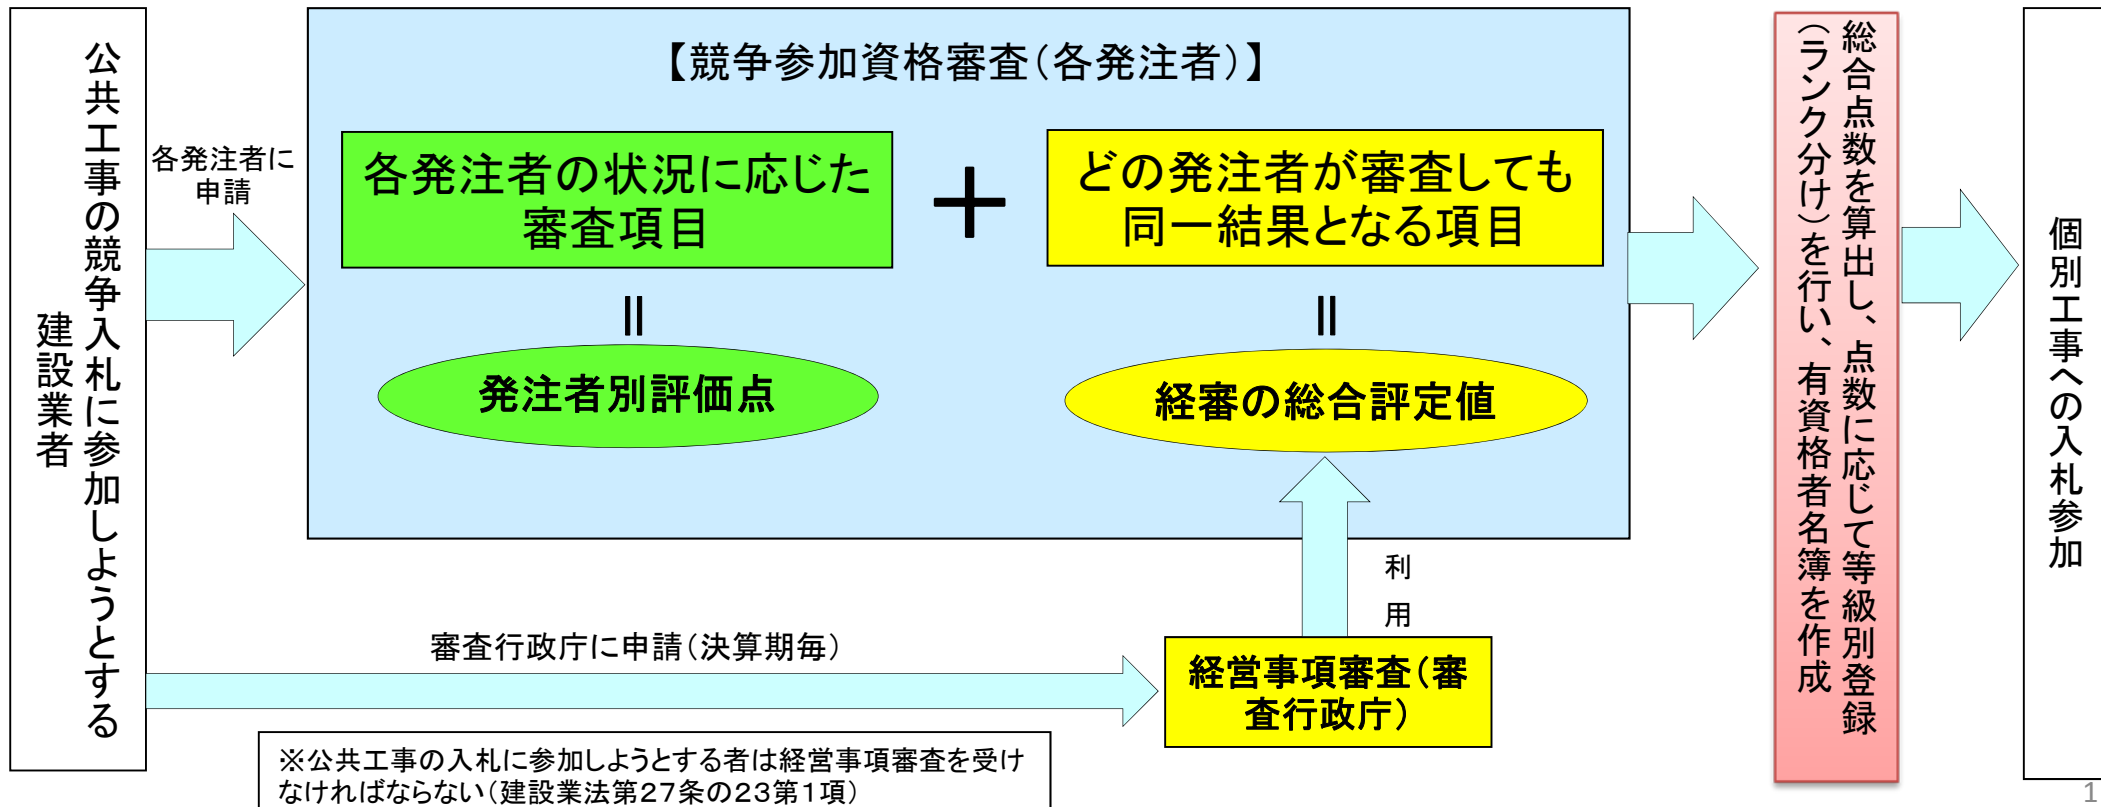 公共工事の競争入札に参加しようとする
建設業者
各発注者に
申請
【競争参加資格審査（各発注者）】
各発注者の状況に応じた
審査項目
＋
どの発注者が審査しても
同一結果となる項目
＝
＝
発注者別評価点
経審の総合評定値
利
用
審査行政庁に申請（決算期毎）
経営事項審査（審
査行政庁）
※公共工事の入札に参加しようとする者は経営事項審査を受け
なければならない（建設業法第27条の23第1項）
総合点数を算出し、点数に応じて等級別登録
（ランク分け）を行い、有資格者名簿を作成
個別工事への入札参加
1